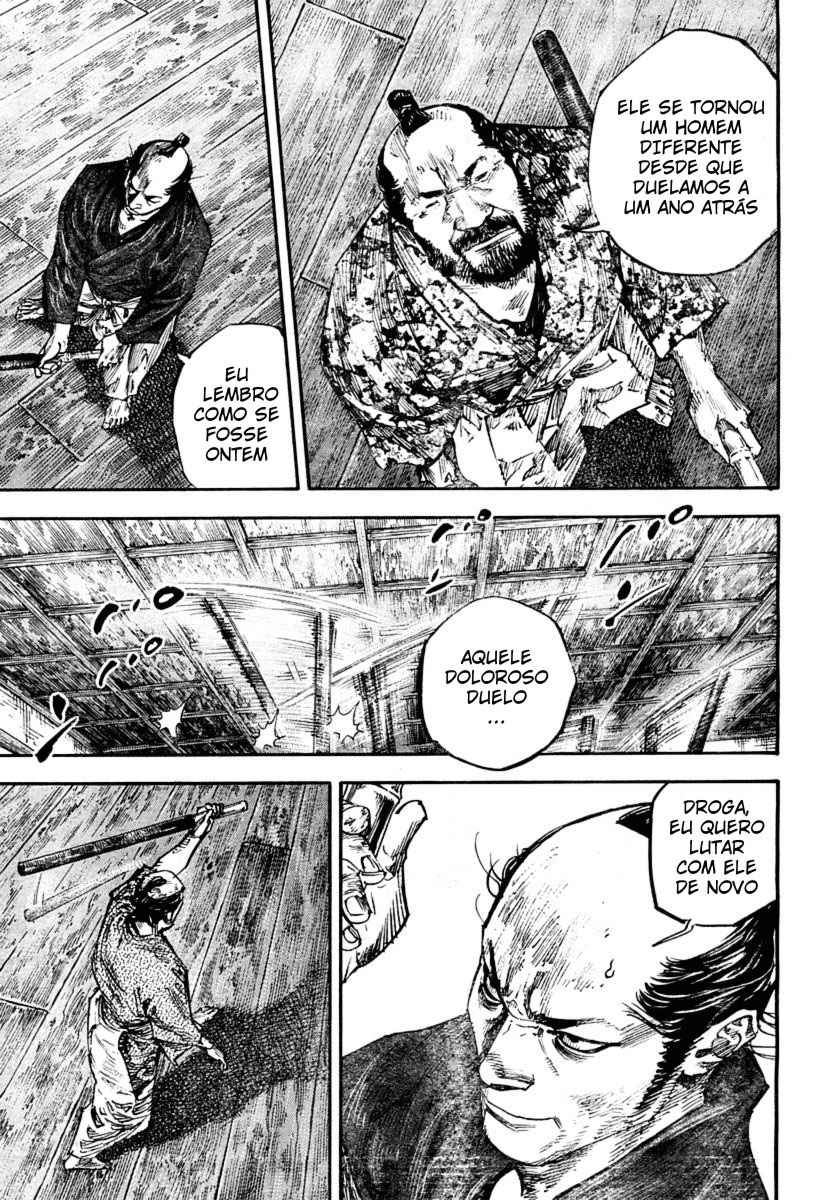 ELE SE TORNOU
UM HOMEM
DIFERENTE
DESDE QUE
DUELAMOS A
UM ANO ATRÁS
EU
LEMBRO
COMO SE
FOSSE
ONTEM
AQUELE
DOLOROSO
DUELO
...
DROGA,
EU QUERO
LUTAR
COM ELE
DE NOVO